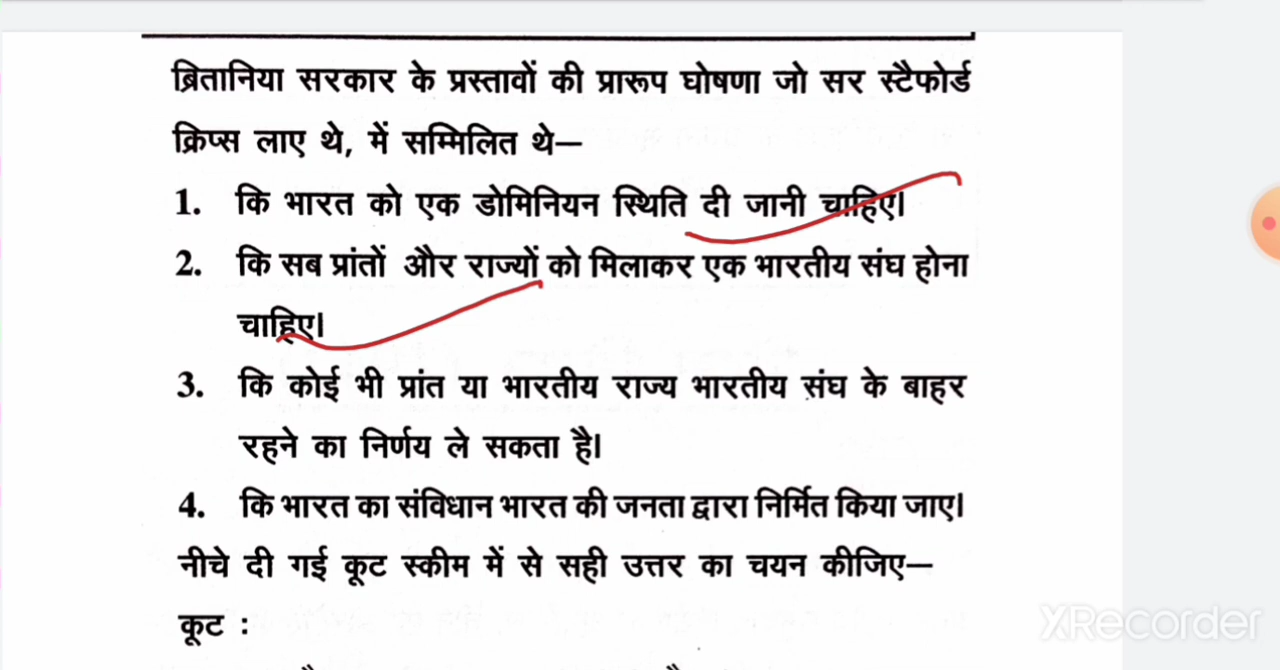 ब्रितानिया सरकार के प्रस्तावों की प्रारूप घोषणा जो सर स्टैफोर्ड
क्रिप्स लाए थे, में सम्मिलित थे—
1. कि भारत को एक डोमिनियन स्थिति दी जानी चाहिए।
2. कि सब प्रांतों और राज्यों को मिलाकर एक भारतीय संघ होना
चाहिए।
3. कि कोई भी प्रांत या भारतीय राज्य भारतीय संघ के बाहर
रहने का निर्णय ले सकता है।
4. कि भारत का संविधान भारत की जनता द्वारा निर्मित किया जाए।
नीचे दी गई कूट स्कीम में से सही उत्तर का चयन कीजिए—
कूट :
XRecorder